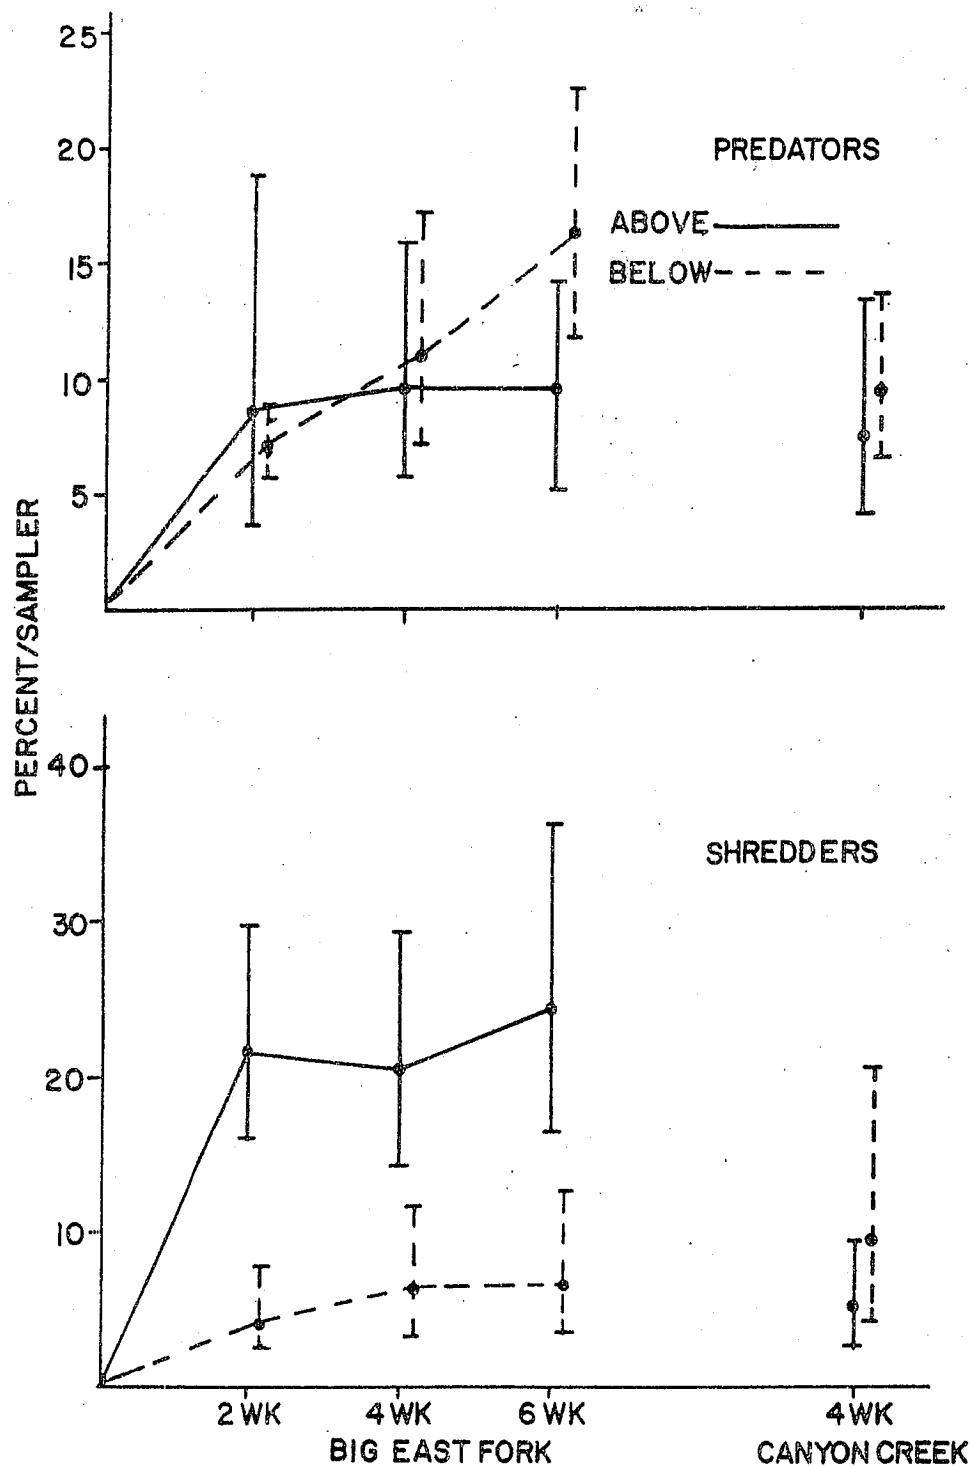 25
20
15
10
5
PREDATORS
ABOVE
BELOW
PERCENT/SAMPLER
40
30
20
10
SHREDDERS
2 WK 4 WK 6 WK 4 WK
BIG EAST FORK CANYON CREEK